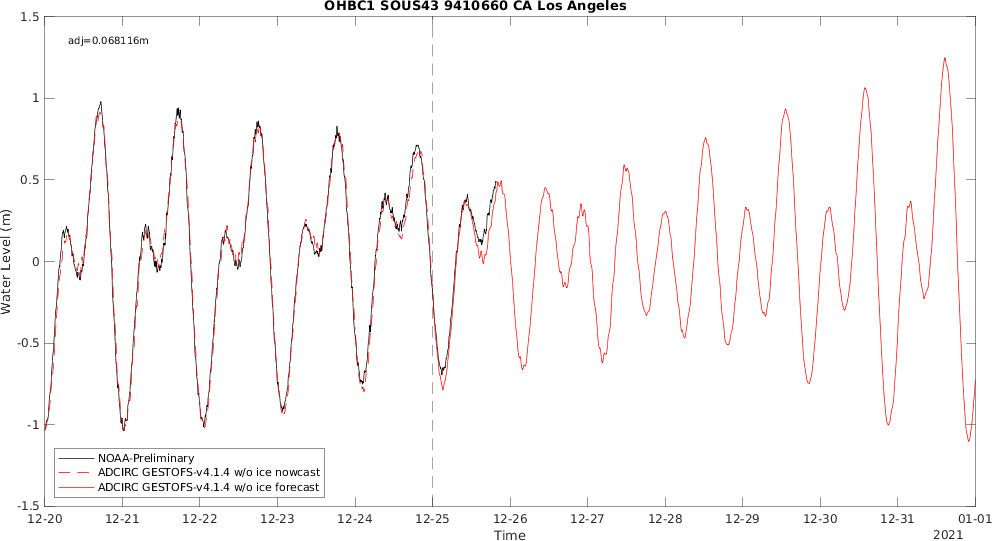 OHBC1 SOUS43 9410660 CA Los Angeles
adj=0.068116m
1.5
1
0.5
0
-0.5
-1
-1.5
Water Level (m)
NOAA-Preliminary
ADCIRC GESTOFS-v4.1.4 w/o ice nowcast
ADCIRC GESTOFS-v4.1.4 w/o ice forecast
12-20 12-21 12-22 12-23 12-24 12-25 12-26 12-27 12-28 12-29 12-30 12-31 01-01
Time
2021